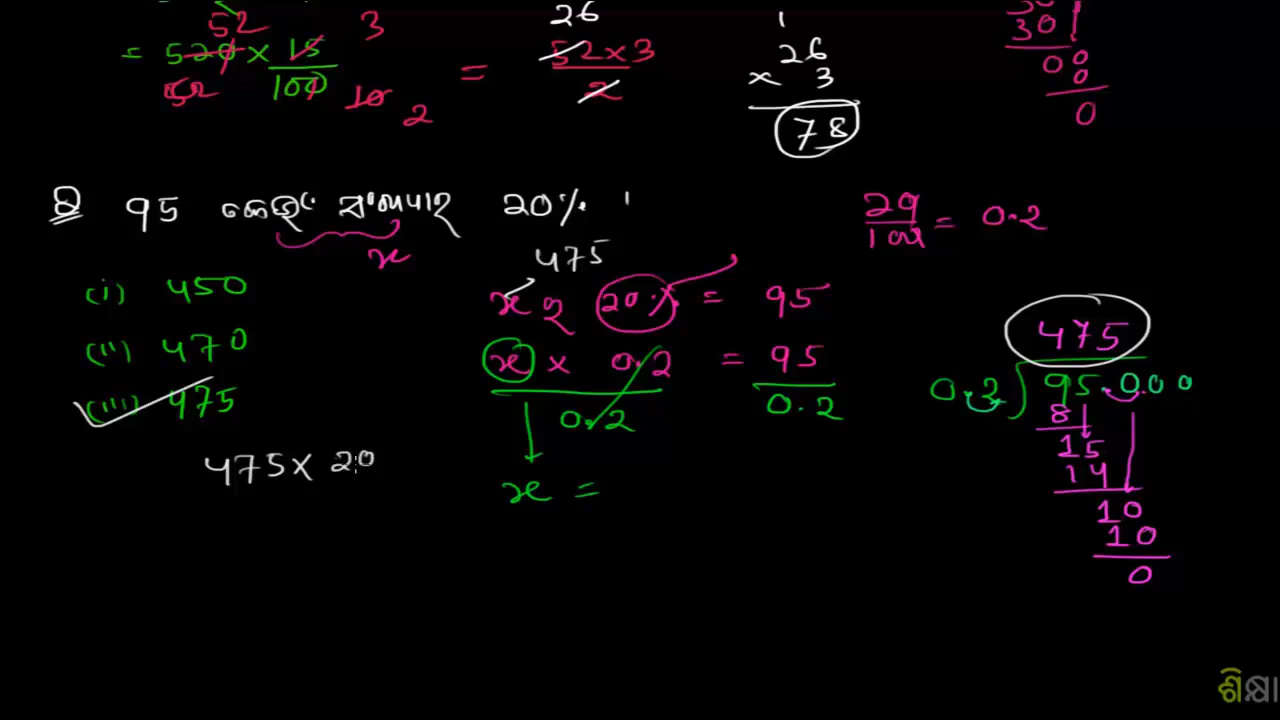 52 3
= 520 × 15/100 10 2
52
= 26
52×3/2
1
26
× 3
78
30
00
0
0
୨ 95 କେଉଁ ସଂଖ୍ୟାର 20% ।
x
20/100 = 0.2
(i) 450
(ii) 470
(iii) 475
475
x ର 20% = 95
x × 0.2 / 0.2 = 95 / 0.2
x =
475 × 20
475
0.2 ) 95.000
8
15
14
10
10
0
ଶିକ୍ଷା